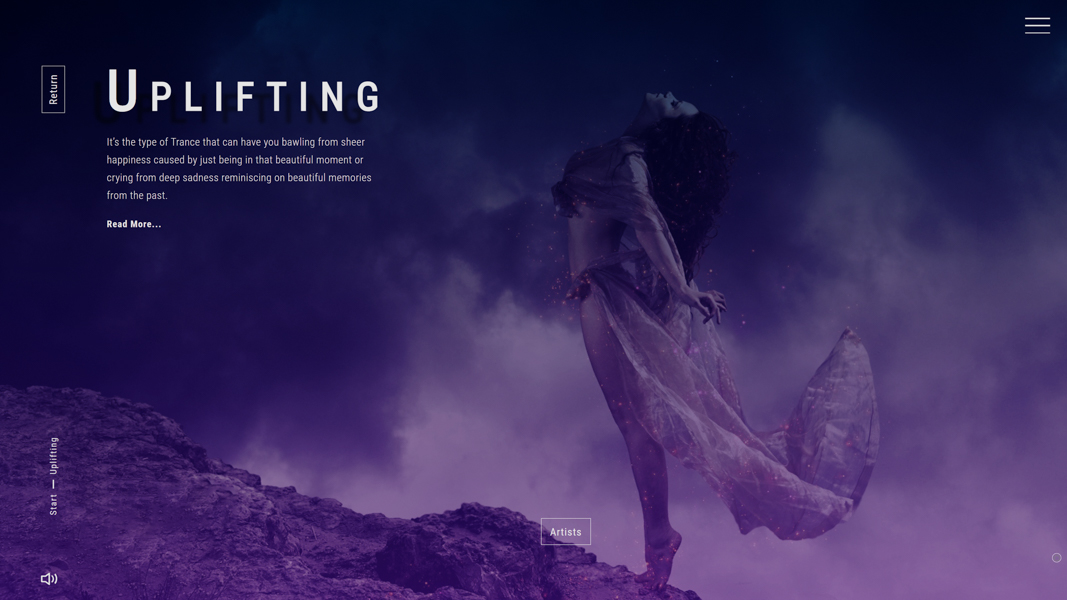 Return
UPLIFTING
It's the type of Trance that can have you bawling from sheer
happiness caused by just being in that beautiful moment or
crying from deep sadness reminiscing on beautiful memories
from the past.
Read More...
Start — Uplifting
Artists